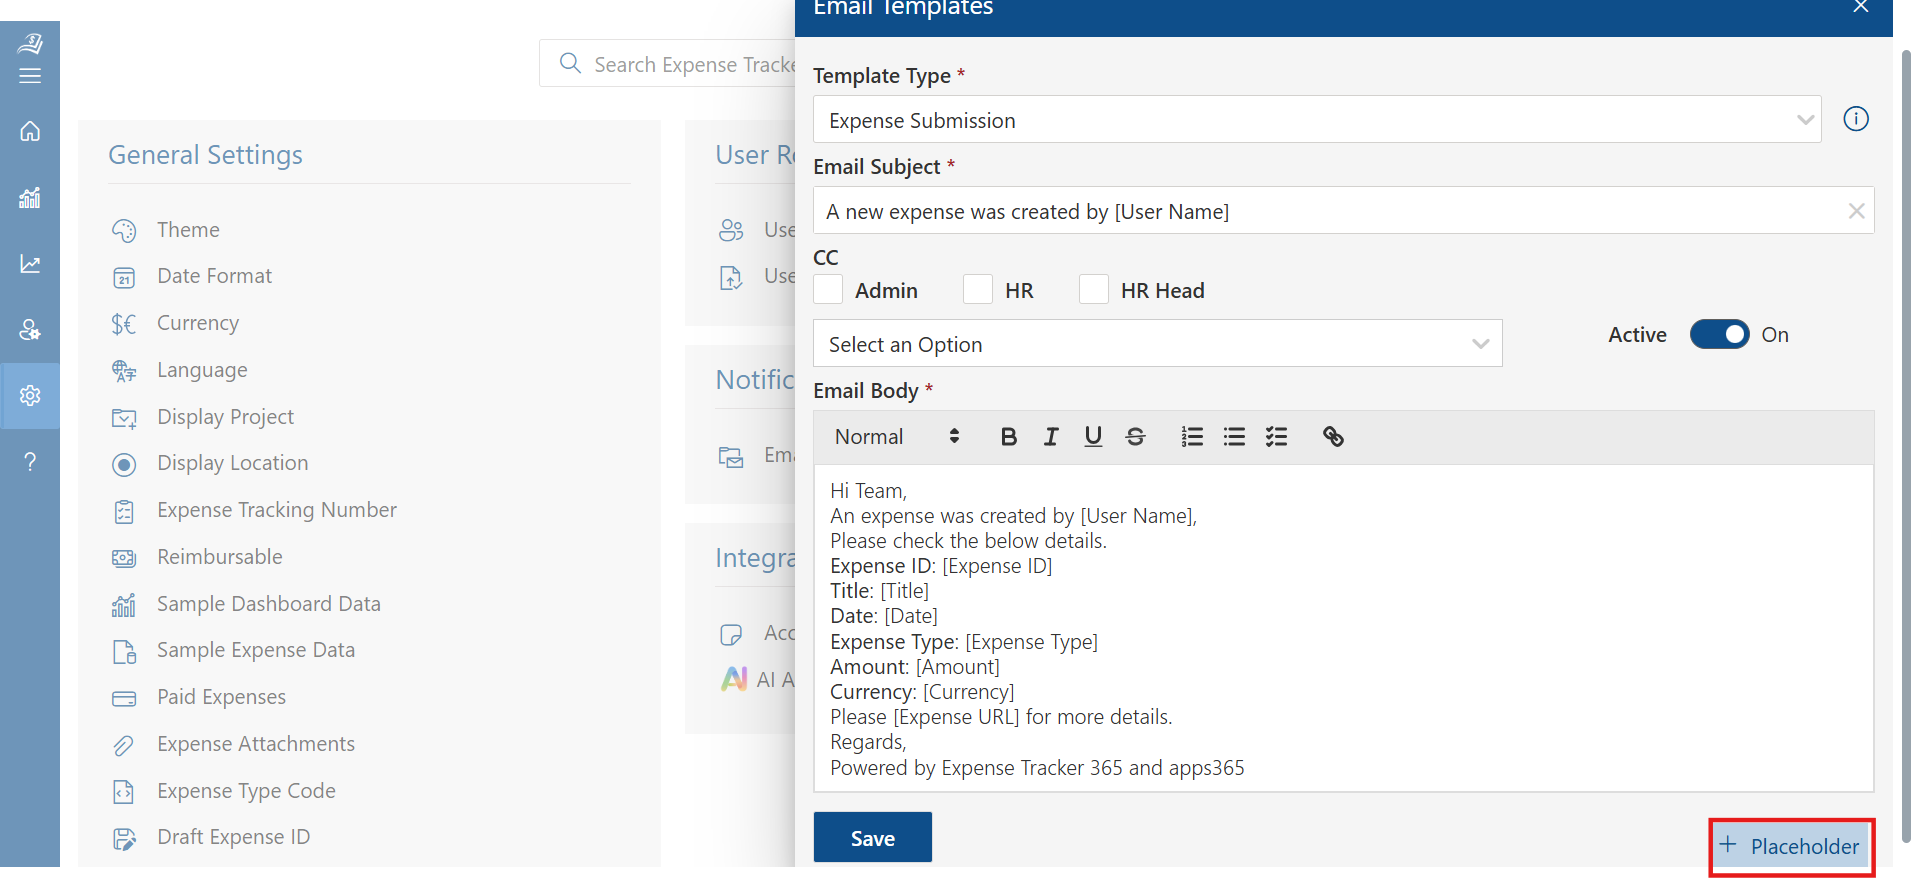 Search Expense Tracke
General Settings
Theme
21
Date Format
$€
Currency
Language
Display Project
Display Location
Expense Tracking Number
Reimbursable
Sample Dashboard Data
Sample Expense Data
Paid Expenses
Expense Attachments
Expense Type Code
Draft Expense ID
User Re
Use
Use
Notific
Ema
Integra
Acc
AI AI A
Email Templates
Template Type *
Expense Submission
Email Subject *
A new expense was created by [User Name]
CC
Admin HR HR Head
Select an Option
Active On
Email Body *
Normal B I U S
Hi Team,
An expense was created by [User Name],
Please check the below details.
Expense ID: [Expense ID]
Title: [Title]
Date: [Date]
Expense Type: [Expense Type]
Amount: [Amount]
Currency: [Currency]
Please [Expense URL] for more details.
Regards,
Powered by Expense Tracker 365 and apps365
Save
+ Placeholder